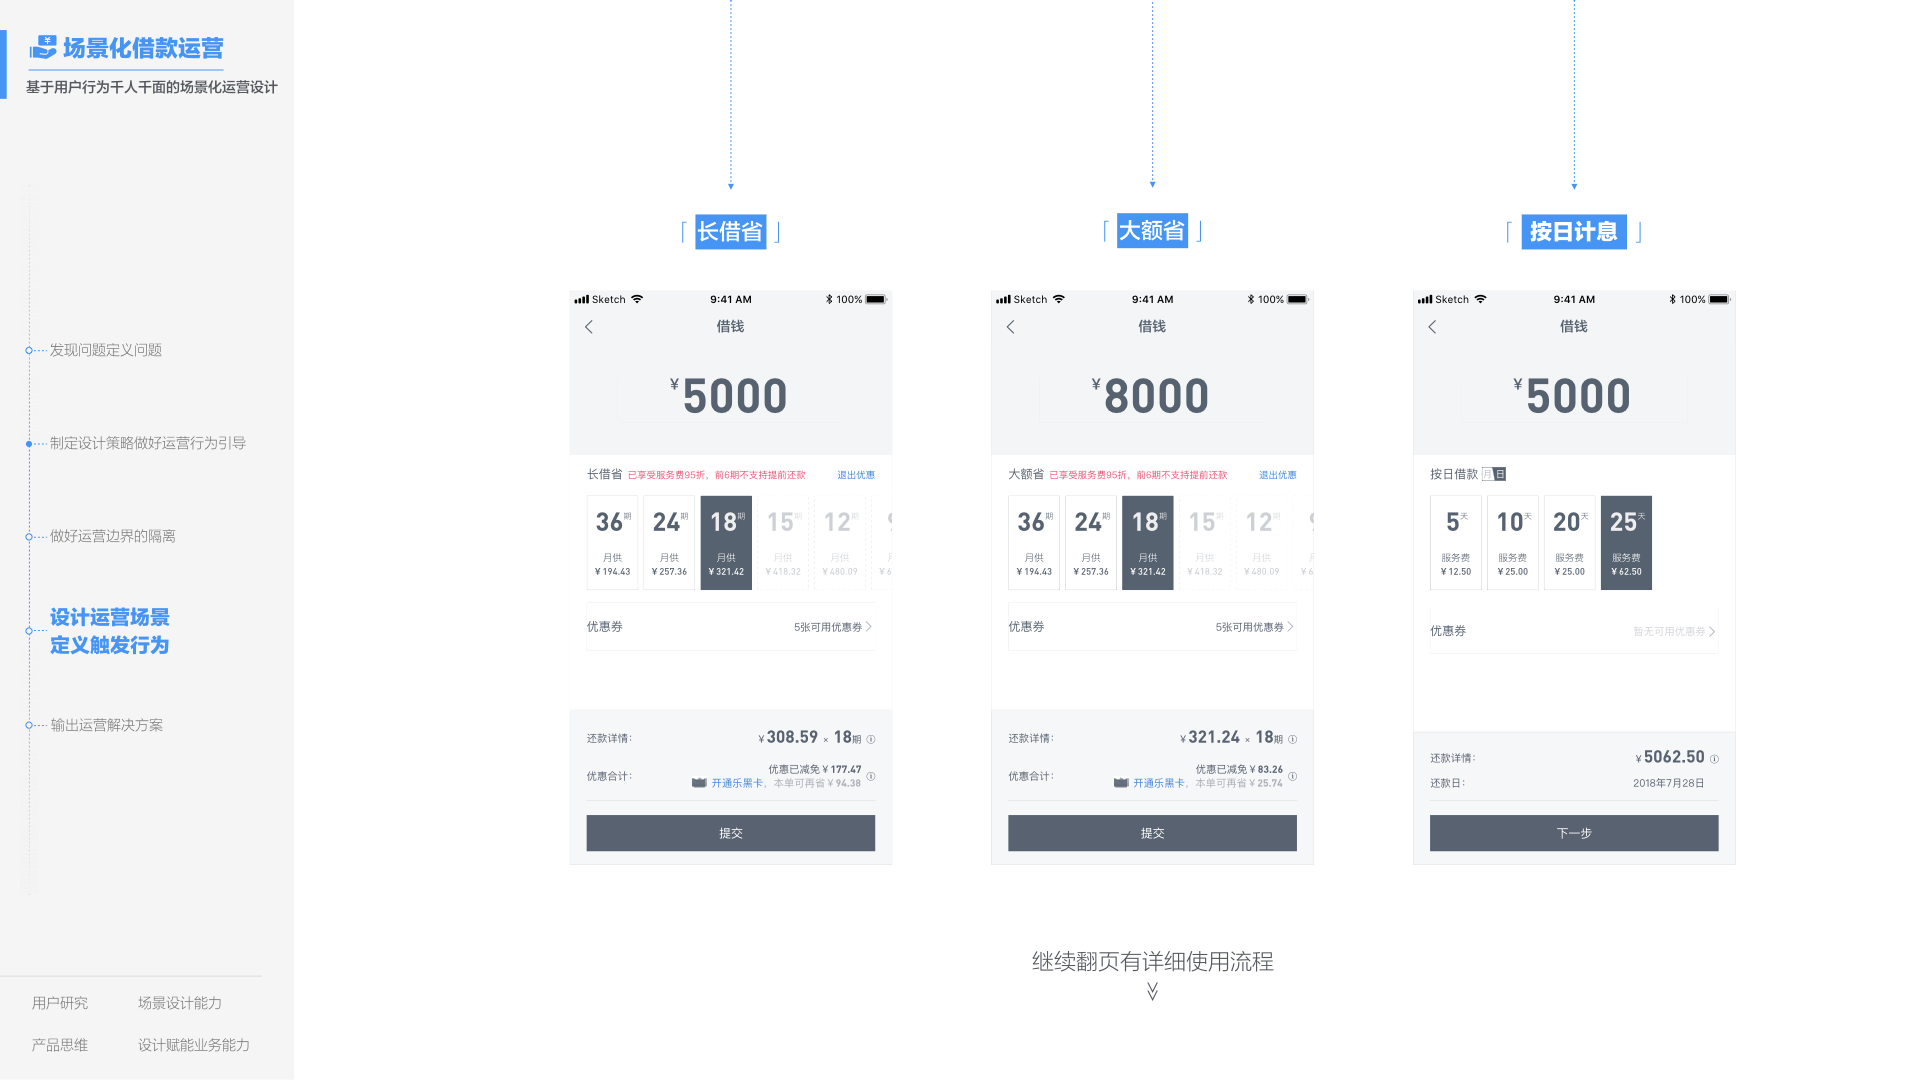 场景化借款运营
基于用户行为千人千面的场景化运营设计
发现问题定义问题
制定设计策略做好运营行为引导
做好运营边界的隔离
设计运营场景
定义触发行为
输出运营解决方案
用户研究 场景设计能力
产品思维 设计赋能业务能力
「 长借省 」
Sketch 9:41 AM 100%
借钱
¥5000
长借省 已享受服务费95折，前6期不支持提前还款 退出优惠
36期 24期 18期 15期 12期
月供 月供 月供 月供 月供
¥194.43 ¥257.36 ¥321.42 ¥418.32 ¥480.09 ¥6
优惠券 5张可用优惠券
还款详情： ¥308.59 × 18期
优惠合计： 优惠已减免¥177.47
开通乐黑卡，本单可再省¥94.38
提交
「 大额省 」
Sketch 9:41 AM 100%
借钱
¥8000
大额省 已享受服务费95折，前6期不支持提前还款 退出优惠
36期 24期 18期 15期 12期
月供 月供 月供 月供 月供
¥194.43 ¥257.36 ¥321.42 ¥418.32 ¥480.09 ¥6
优惠券 5张可用优惠券
还款详情： ¥321.24 × 18期
优惠合计： 优惠已减免¥83.26
开通乐黑卡，本单可再省¥25.74
提交
「 按日计息 」
Sketch 9:41 AM 100%
借钱
¥5000
按日借款 月 日
5天 10天 20天 25天
服务费 服务费 服务费 服务费
¥12.50 ¥25.00 ¥25.00 ¥62.50
优惠券 暂无可用优惠券
还款详情： ¥5062.50
还款日： 2018年7月28日
下一步
继续翻页有详细使用流程